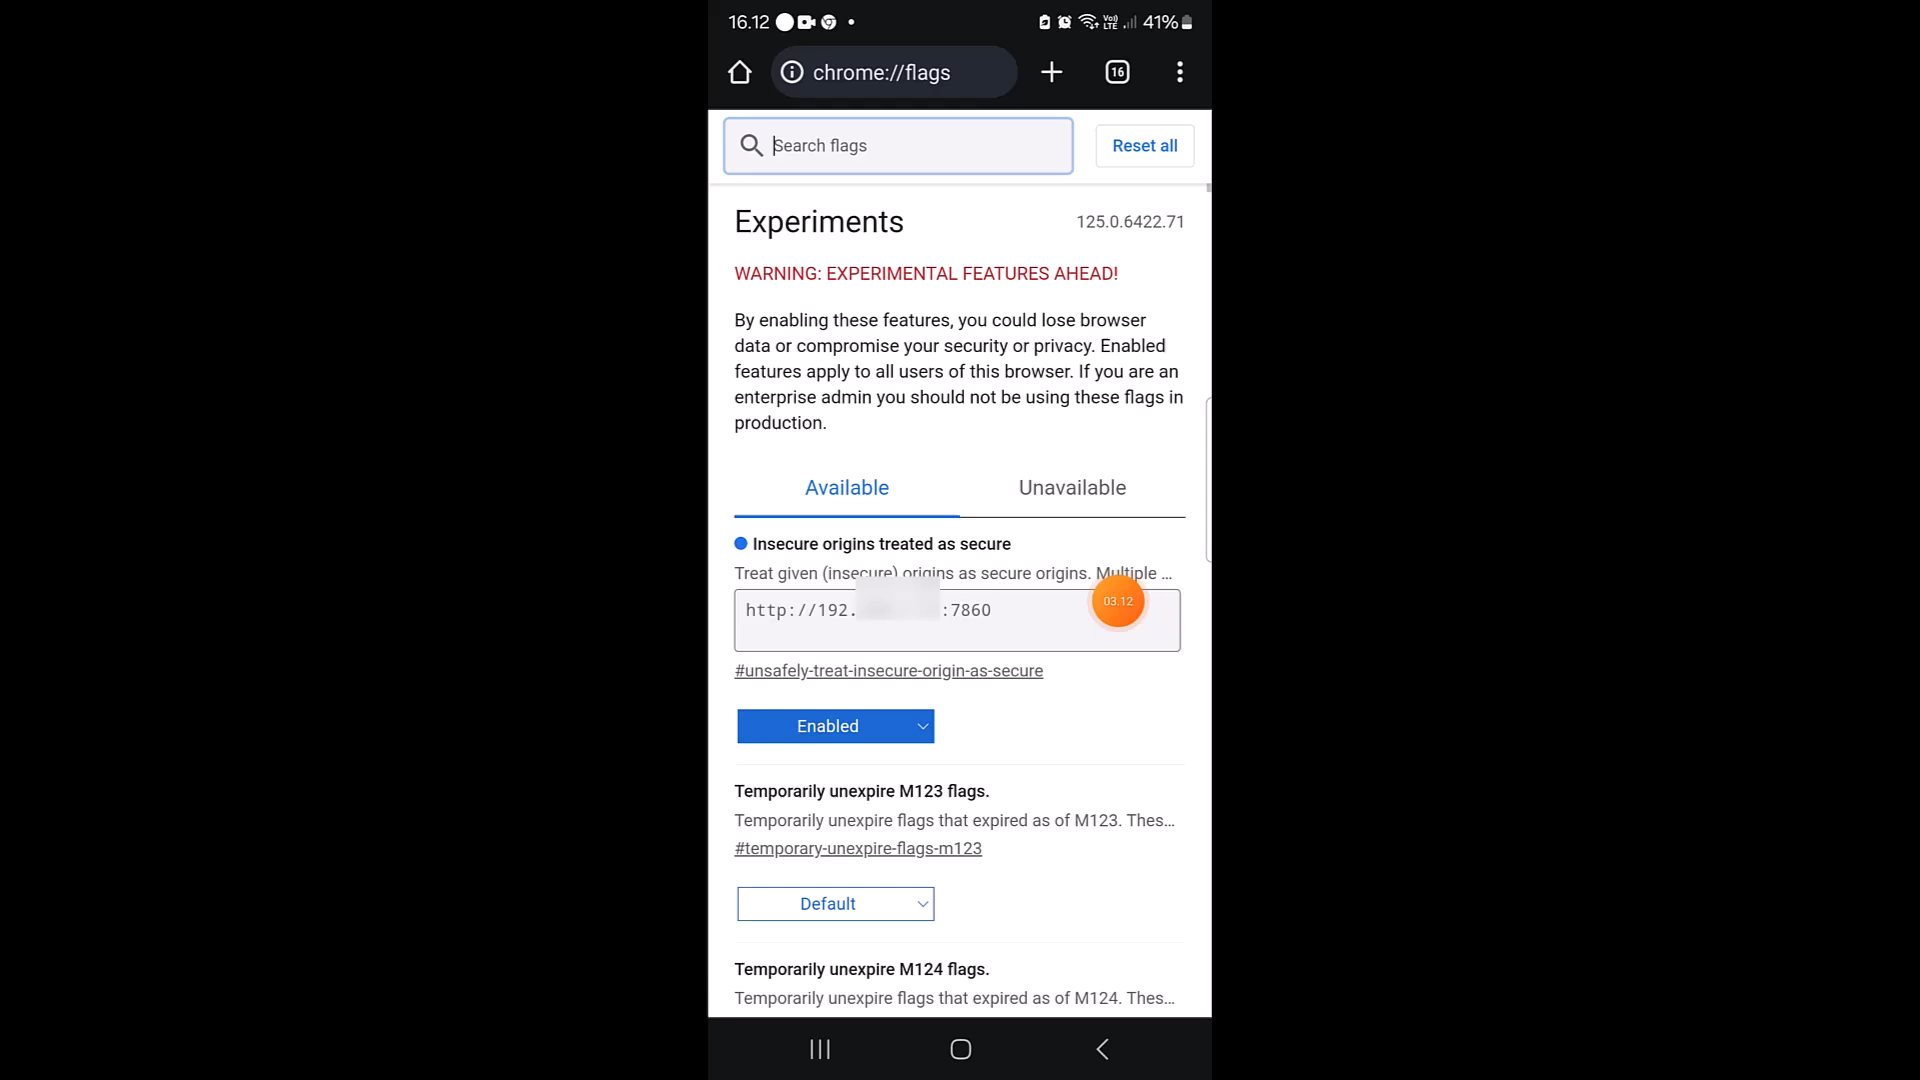 16.12
41%
chrome://flags
16
Search flags
Reset all
Experiments
125.0.6422.71
WARNING: EXPERIMENTAL FEATURES AHEAD!
By enabling these features, you could lose browser
data or compromise your security or privacy. Enabled
features apply to all users of this browser. If you are an
enterprise admin you should not be using these flags in
production.
Available
Unavailable
Insecure origins treated as secure
Treat given (insecure) origins as secure origins. Multiple ...
http://192. :7860
03.12
#unsafely-treat-insecure-origin-as-secure
Enabled
Temporarily unexpire M123 flags.
Temporarily unexpire flags that expired as of M123. Thes...
#temporary-unexpire-flags-m123
Default
Temporarily unexpire M124 flags.
Temporarily unexpire flags that expired as of M124. Thes...